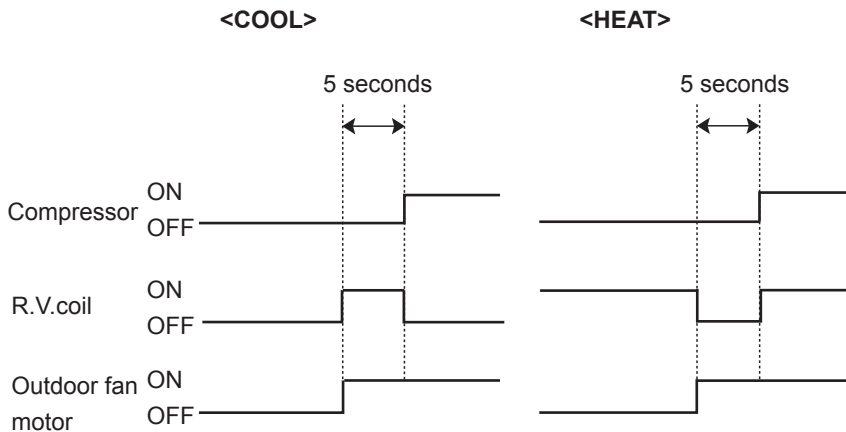 <COOL>
<HEAT>
5 seconds
5 seconds
Compressor
ON
OFF
R.V.coil
ON
OFF
Outdoor fan
motor
ON
OFF